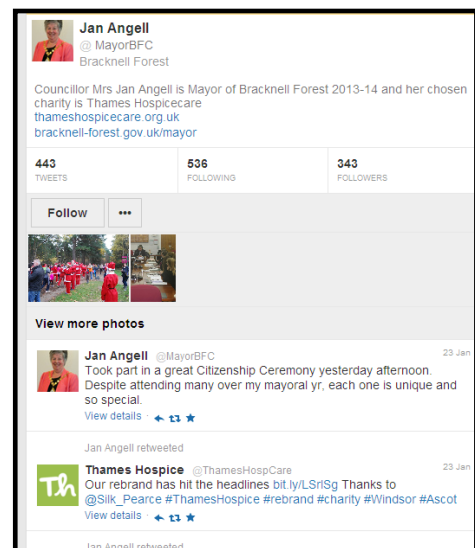 Jan Angell
@ MayorBFC
Bracknell Forest
Councillor Mrs Jan Angell is Mayor of Bracknell Forest 2013-14 and her chosen
charity is Thames Hospicecare
thameshospicecare.org.uk
bracknell-forest.gov.uk/mayor
443 536 343
TWEETS FOLLOWING FOLLOWERS
Follow •••
View more photos
Jan Angell @MayorBFC 23 Jan
Took part in a great Citizenship Ceremony yesterday afternoon.
Despite attending many over my mayoral yr, each one is unique and
so special.
View details ·
Jan Angell retweeted
Th
Thames Hospice @ThamesHospCare 23 Jan
Our rebrand has hit the headlines bit.ly/LSrlSg Thanks to
@Silk_Pearce #ThamesHospice #rebrand #charity #Windsor #Ascot
View details ·
Jan Angell retweeted